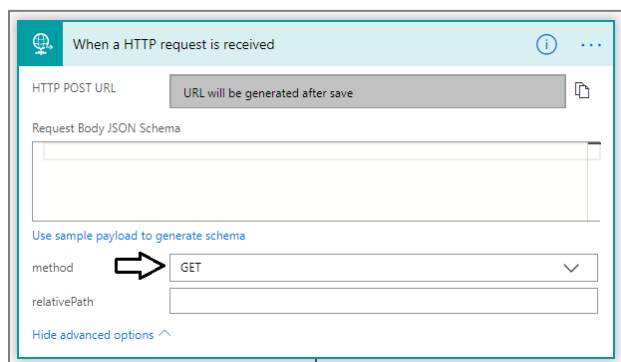 When a HTTP request is received
HTTP POST URL
URL will be generated after save
Request Body JSON Schema
Use sample payload to generate schema
method
GET
relativePath
Hide advanced options